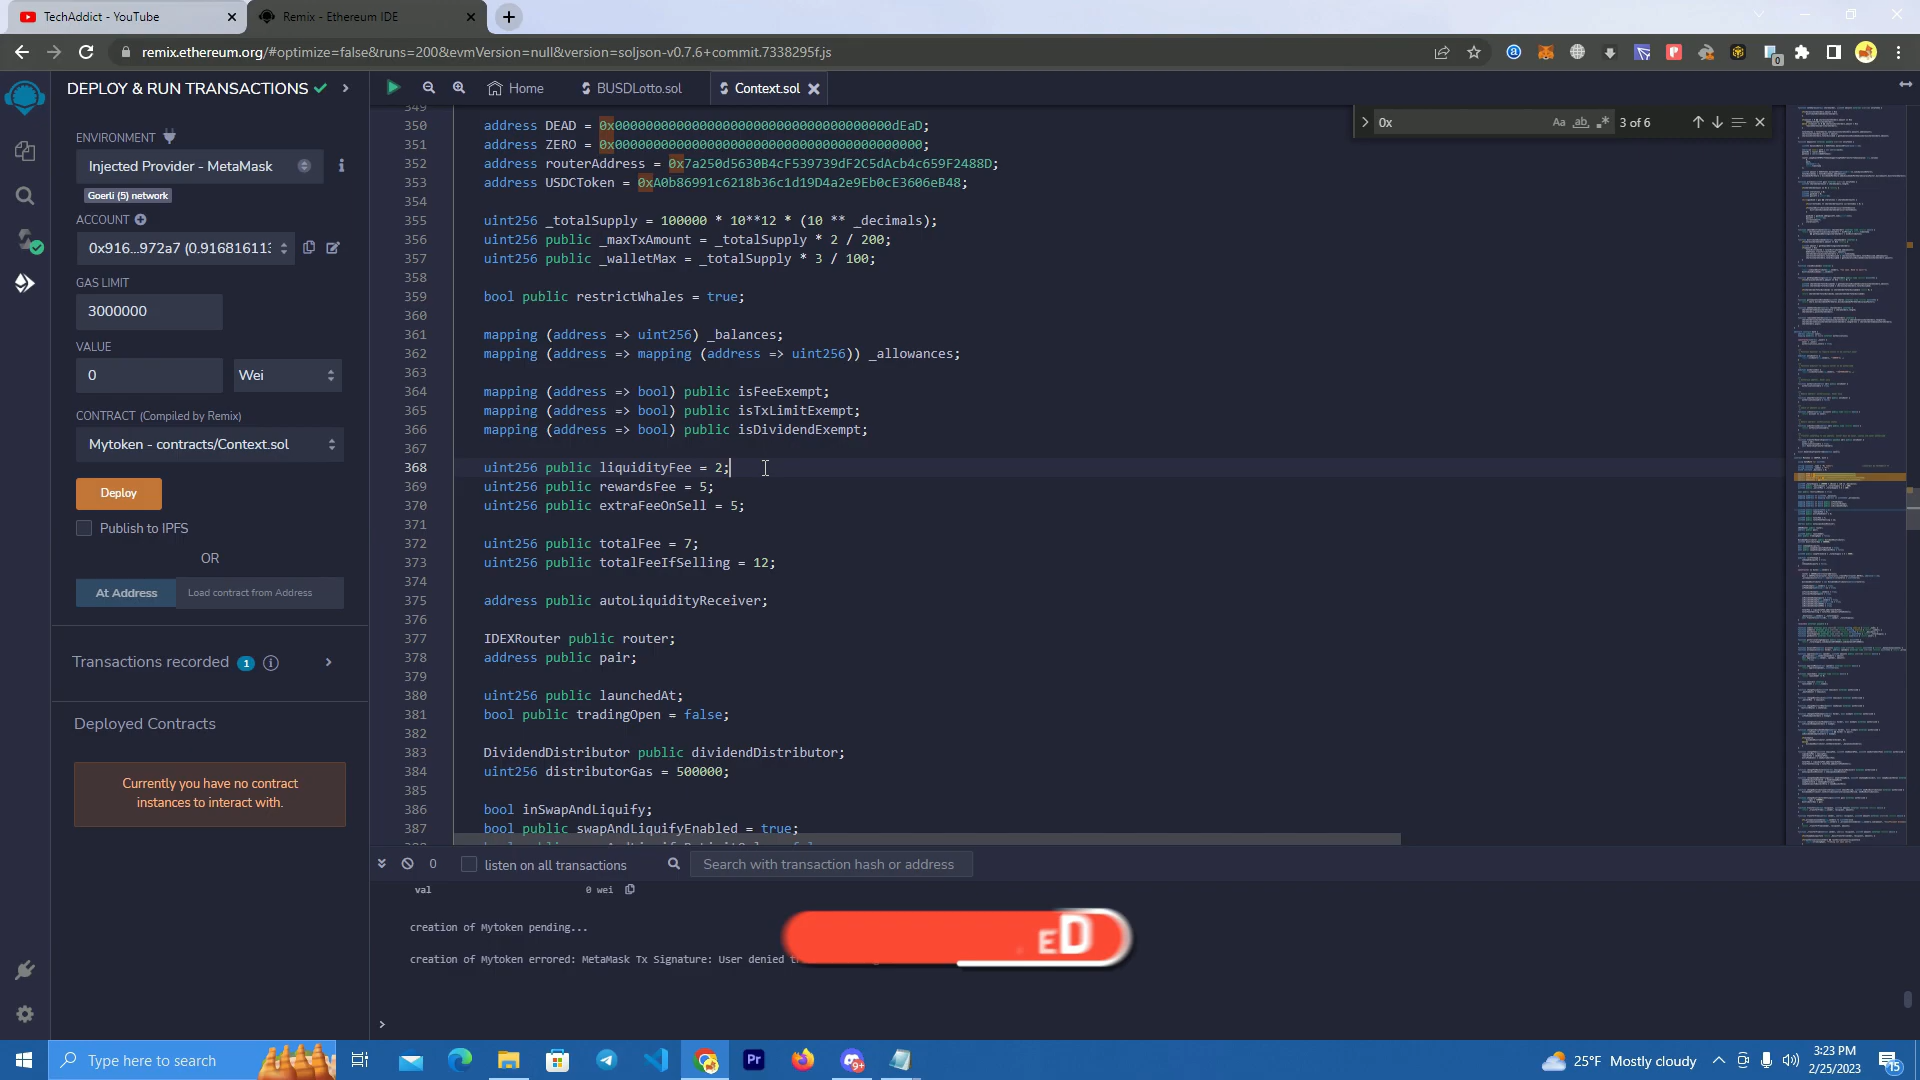 TechAddict - YouTube
Remix - Ethereum IDE
remix.ethereum.org/#optimize=false&runs=200&evmVersion=null&version=soljson-v0.7.6+commit.7338295f.js
DEPLOY & RUN TRANSACTIONS
Home
BUSDLotto.sol
Context.sol
0x
Aa
ab
3 of 6
ENVIRONMENT
Injected Provider - MetaMask
Goerli (5) network
ACCOUNT
0x916...972a7 (0.916816113
GAS LIMIT
3000000
VALUE
0
Wei
CONTRACT (Compiled by Remix)
Mytoken - contracts/Context.sol
Deploy
Publish to IPFS
OR
At Address
Load contract from Address
Transactions recorded 1
Deployed Contracts
Currently you have no contract
instances to interact with.
349
350 address DEAD = 0x000000000000000000000000000000000000dEaD;
351 address ZERO = 0x0000000000000000000000000000000000000000;
352 address routerAddress = 0x7a250d5630B4cF539739dF2C5dAcb4c659F2488D;
353 address USDCToken = 0xA0b86991c6218b36c1d19D4a2e9Eb0cE3606eB48;
354
355 uint256 _totalSupply = 100000 * 10**12 * (10 ** _decimals);
356 uint256 public _maxTxAmount = _totalSupply * 2 / 200;
357 uint256 public _walletMax = _totalSupply * 3 / 100;
358
359 bool public restrictWhales = true;
360
361 mapping (address => uint256) _balances;
362 mapping (address => mapping (address => uint256)) _allowances;
363
364 mapping (address => bool) public isFeeExempt;
365 mapping (address => bool) public isTxLimitExempt;
366 mapping (address => bool) public isDividendExempt;
367
368 uint256 public liquidityFee = 2;
369 uint256 public rewardsFee = 5;
370 uint256 public extraFeeOnSell = 5;
371
372 uint256 public totalFee = 7;
373 uint256 public totalFeeIfSelling = 12;
374
375 address public autoLiquidityReceiver;
376
377 IDEXRouter public router;
378 address public pair;
379
380 uint256 public launchedAt;
381 bool public tradingOpen = false;
382
383 DividendDistributor public dividendDistributor;
384 uint256 distributorGas = 500000;
385
386 bool inSwapAndLiquify;
387 bool public swapAndLiquifyEnabled = true;
0
listen on all transactions
Search with transaction hash or address
val 0 wei
creation of Mytoken pending...
creation of Mytoken errored: MetaMask Tx Signature: User denied
ED
>
Type here to search
Pr
9+
25°F Mostly cloudy
3:23 PM
2/25/2023
15